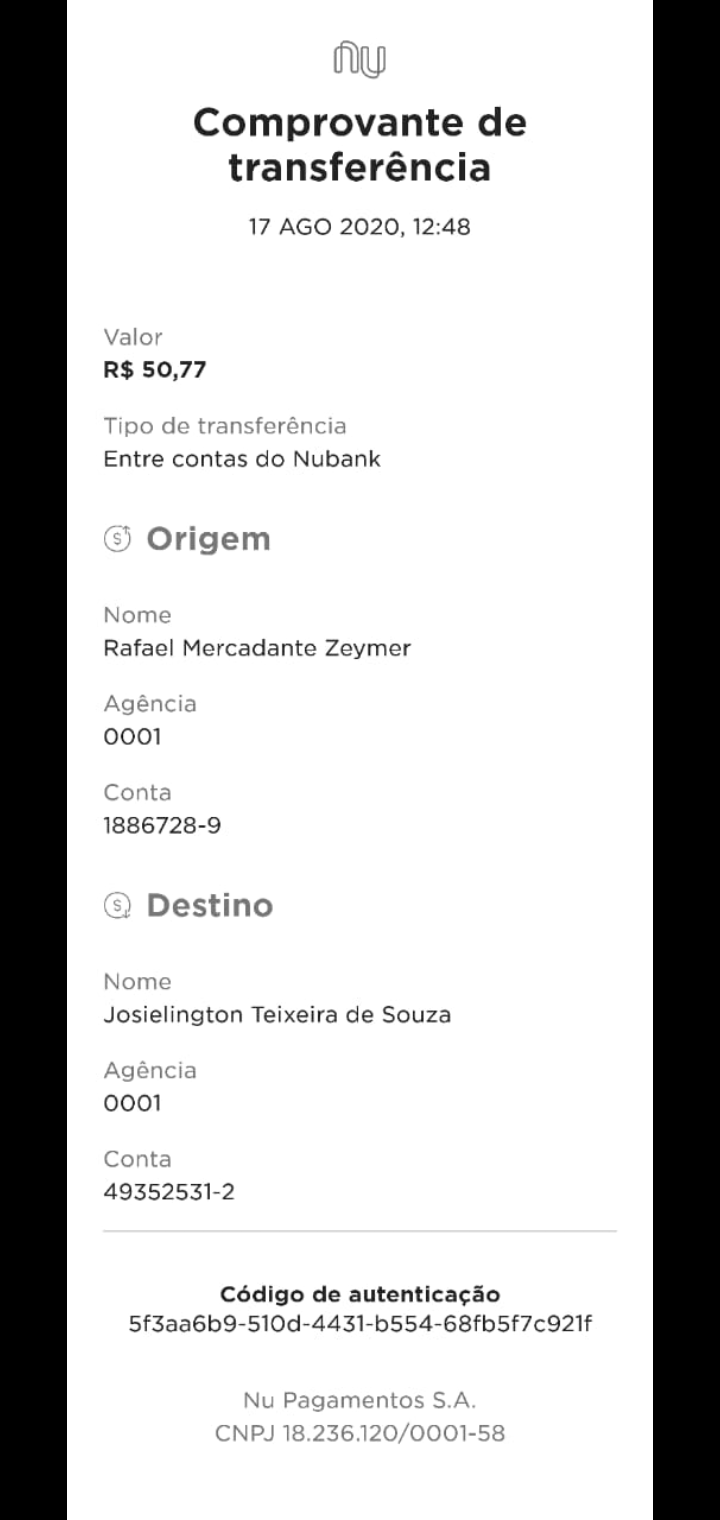 nu
Comprovante de
transferência
17 AGO 2020, 12:48
Valor
R$ 50,77
Tipo de transferência
Entre contas do Nubank
Origem
Nome
Rafael Mercadante Zeymer
Agência
0001
Conta
1886728-9
Destino
Nome
Josielington Teixeira de Souza
Agência
0001
Conta
49352531-2
Código de autenticação
5f3aa6b9-510d-4431-b554-68fb5f7c921f
Nu Pagamentos S.A.
CNPJ 18.236.120/0001-58